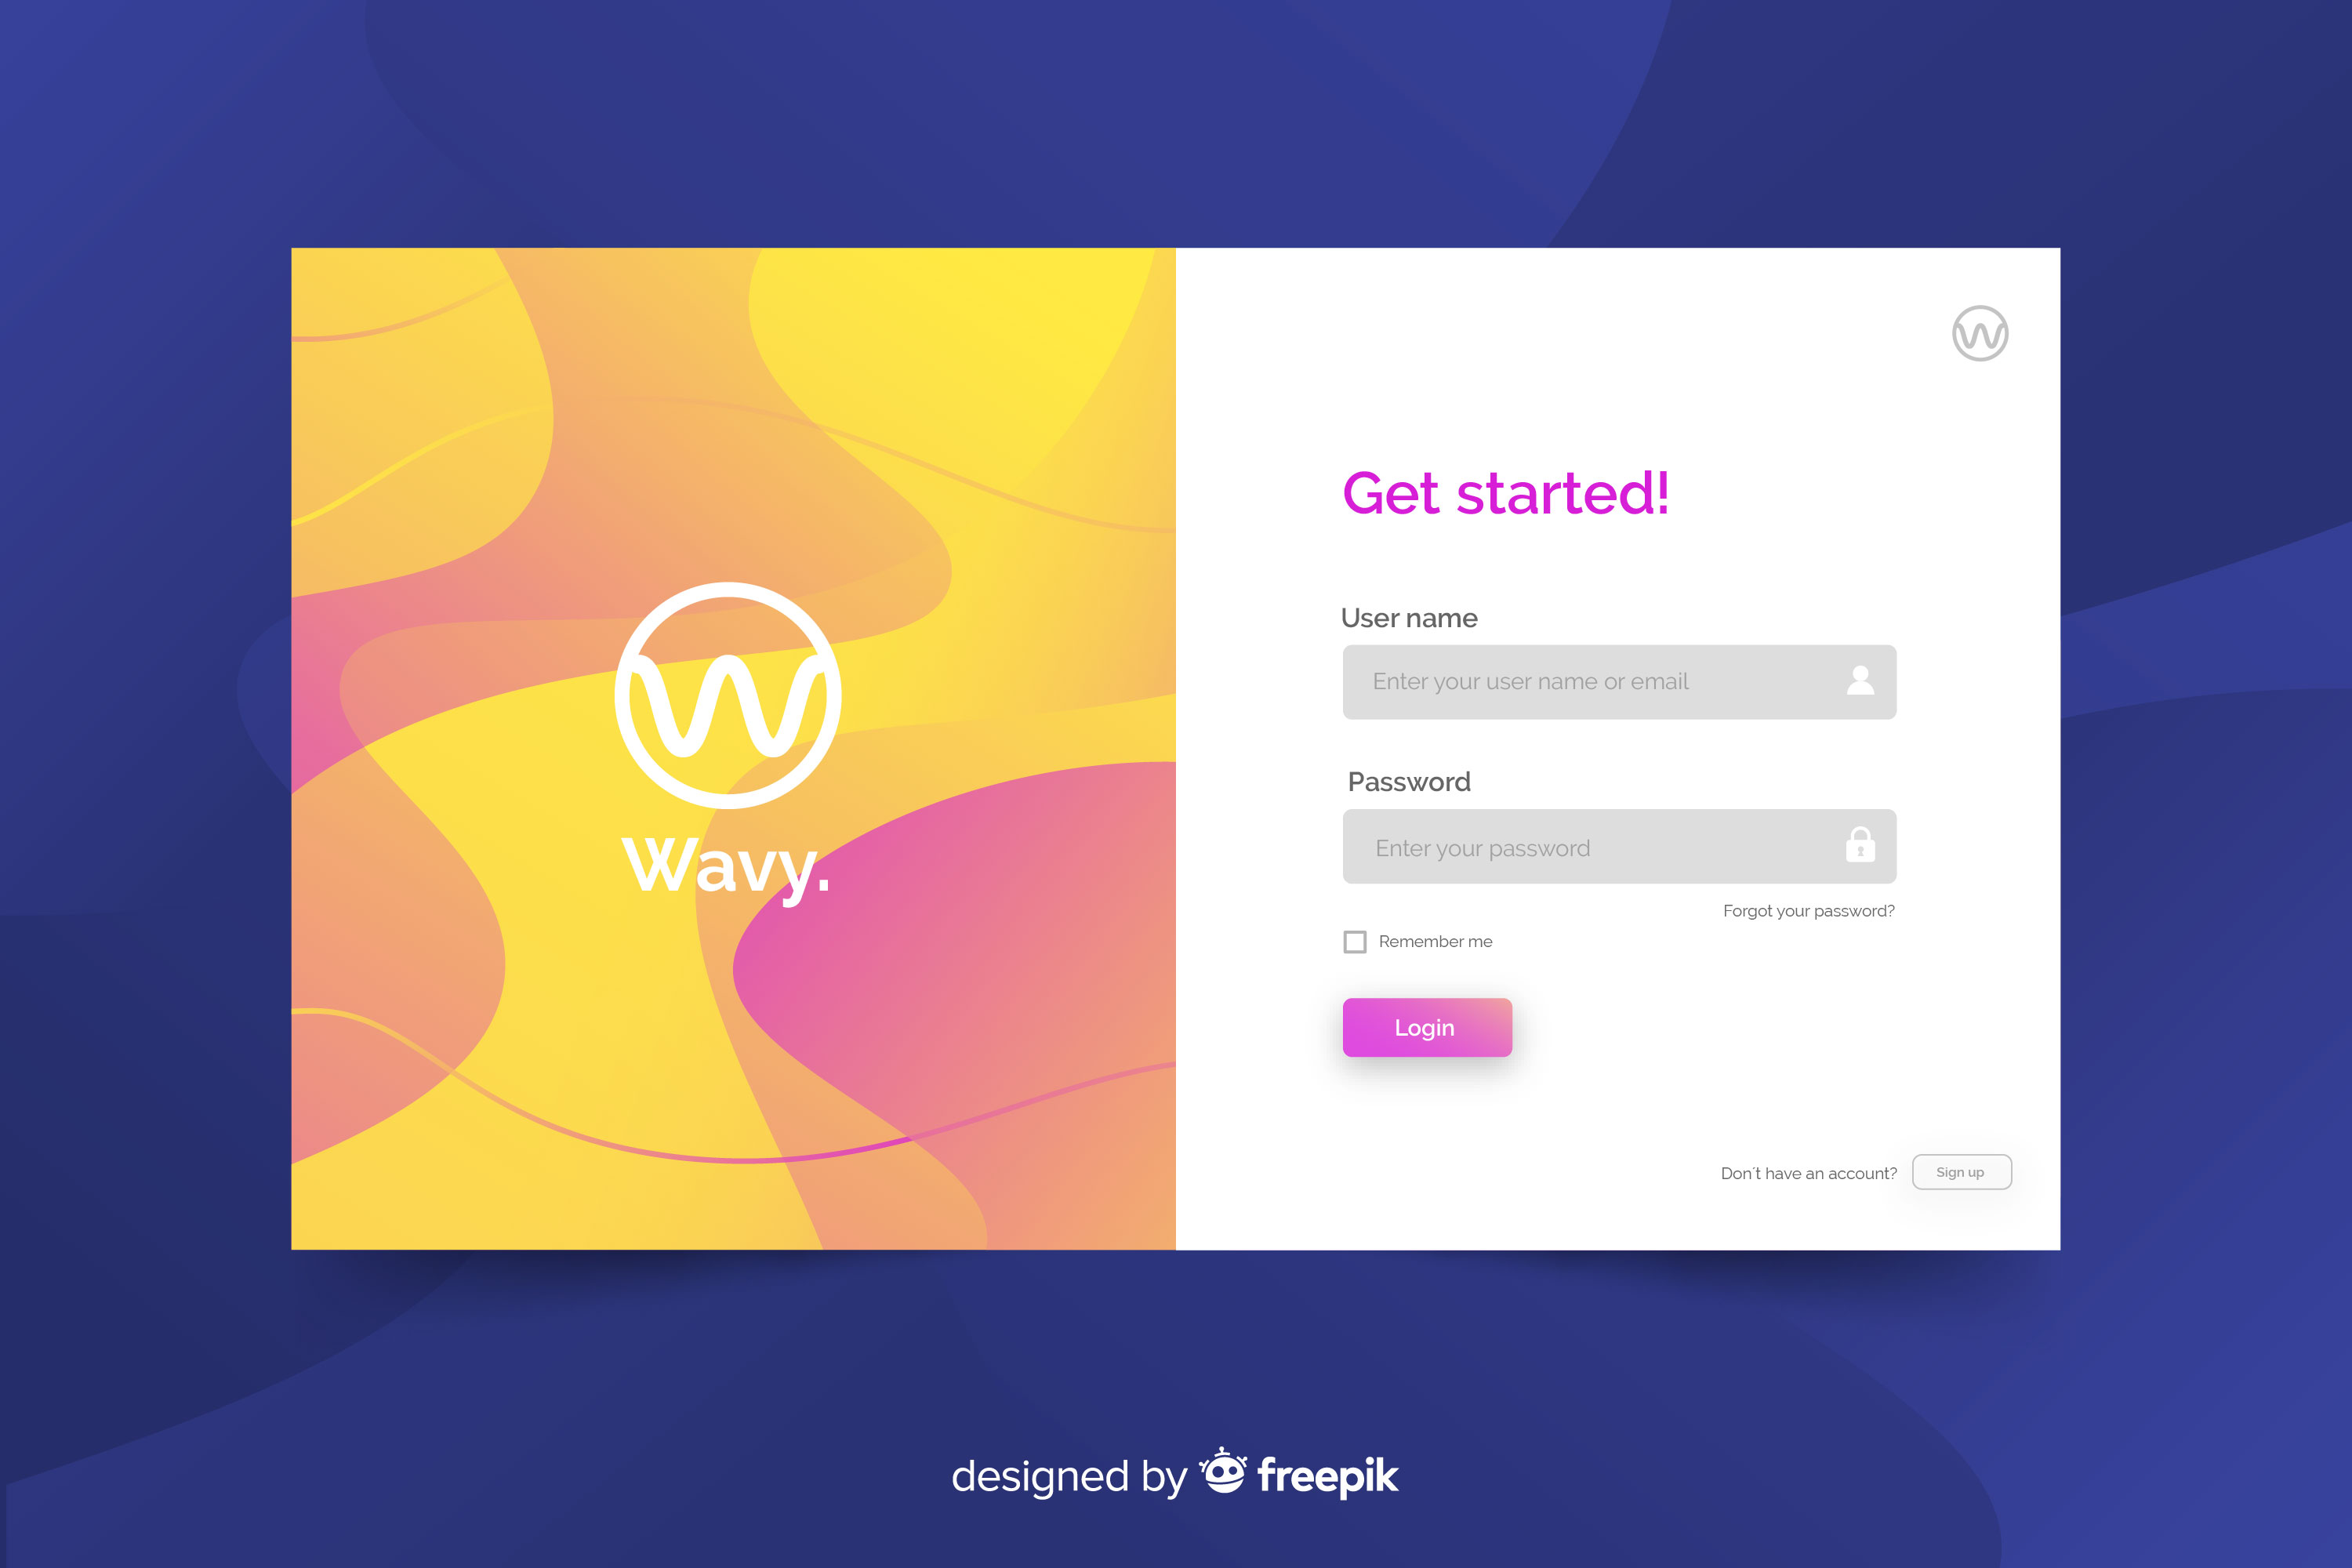 Wavy.
Get started!
User name
Enter your user name or email
Password
Enter your password
Forgot your password?
Remember me
Login
Don´t have an account?
Sign up
designed by freepik